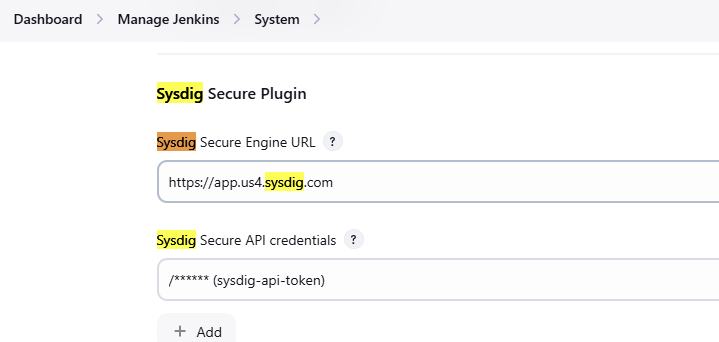 Dashboard > Manage Jenkins > System >
Sysdig Secure Plugin
Sysdig Secure Engine URL ?
https://app.us4.sysdig.com
Sysdig Secure API credentials ?
/****** (sysdig-api-token)
+ Add